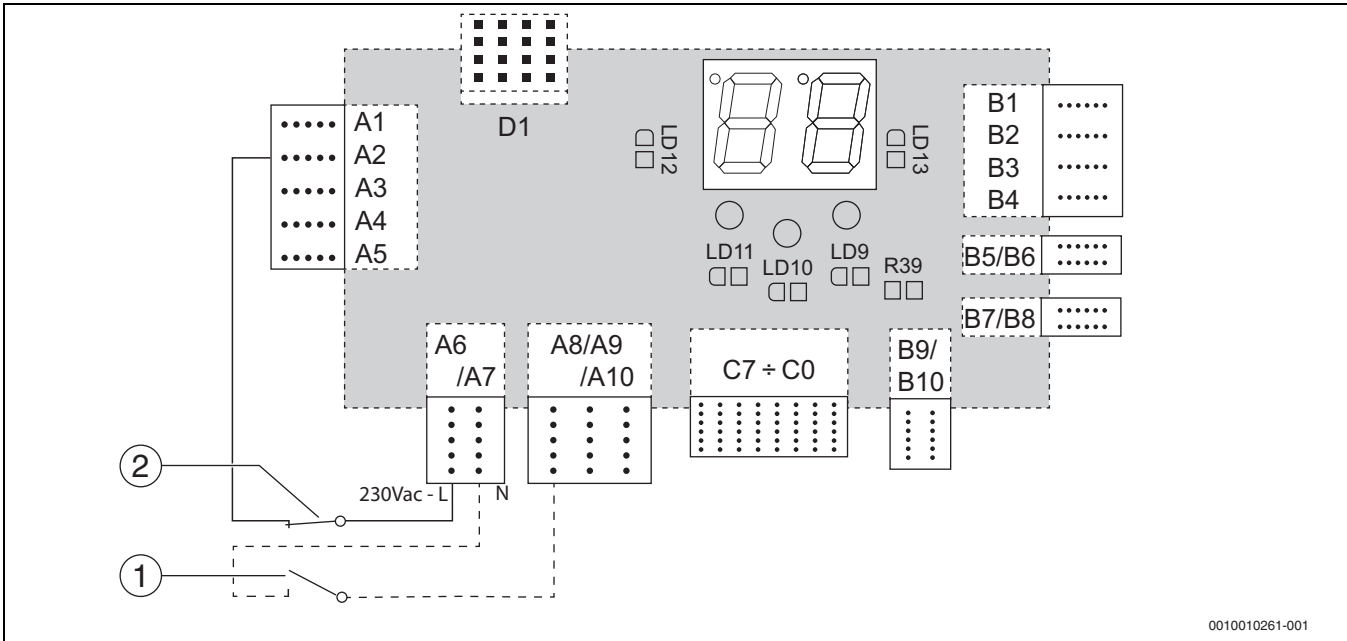 D1
A1
A2
A3
A4
A5
LD12
LD13
B1
B2
B3
B4
LD11
LD10
LD9
R39
B5/B6
B7/B8
A6
/A7
A8/A9
/A10
C7 ÷ C0
B9/
B10
2
230Vac - L
N
1
0010010261-001